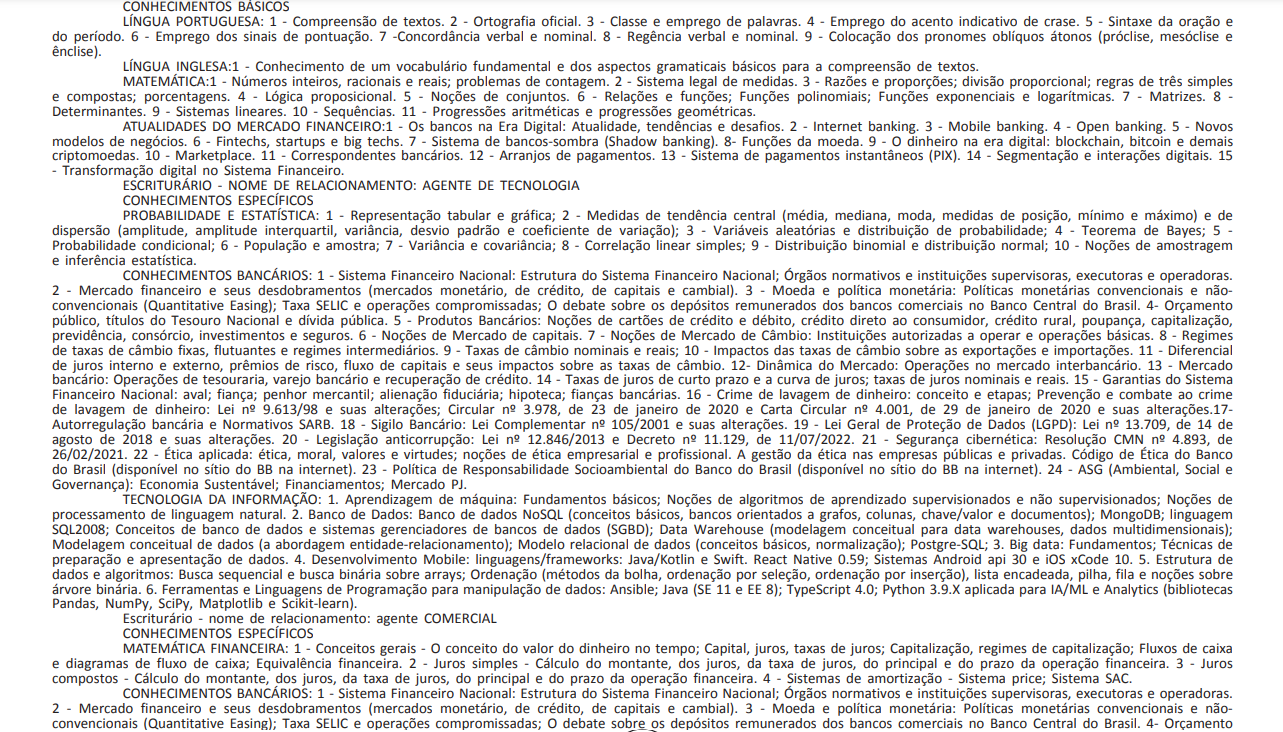 CONHECIMENTOS BÁSICOS
LÍNGUA PORTUGUESA: 1 - Compreensão de textos. 2 - Ortografia oficial. 3 - Classe e emprego de palavras. 4 - Emprego do acento indicativo de crase. 5 - Sintaxe da oração e
do período. 6 - Emprego dos sinais de pontuação. 7 -Concordância verbal e nominal. 8 - Regência verbal e nominal. 9 - Colocação dos pronomes oblíquos átonos (próclise, mesóclise e
ênclise).
LÍNGUA INGLESA:1 - Conhecimento de um vocabulário fundamental e dos aspectos gramaticais básicos para a compreensão de textos.
MATEMÁTICA:1 - Números inteiros, racionais e reais; problemas de contagem. 2 - Sistema legal de medidas. 3 - Razões e proporções; divisão proporcional; regras de três simples
e compostas; porcentagens. 4 - Lógica proposicional. 5 - Noções de conjuntos. 6 - Relações e funções; Funções polinomiais; Funções exponenciais e logarítmicas. 7 - Matrizes. 8 -
Determinantes. 9 - Sistemas lineares. 10 - Sequências. 11 - Progressões aritméticas e progressões geométricas.
ATUALIDADES DO MERCADO FINANCEIRO:1 - Os bancos na Era Digital: Atualidade, tendências e desafios. 2 - Internet banking. 3 - Mobile banking. 4 - Open banking. 5 - Novos
modelos de negócios. 6 - Fintechs, startups e big techs. 7 - Sistema de bancos-sombra (Shadow banking). 8- Funções da moeda. 9 - O dinheiro na era digital: blockchain, bitcoin e demais
criptomoedas. 10 - Marketplace. 11 - Correspondentes bancários. 12 - Arranjos de pagamentos. 13 - Sistema de pagamentos instantâneos (PIX). 14 - Segmentação e interações digitais. 15
- Transformação digital no Sistema Financeiro.
ESCRITURÁRIO - NOME DE RELACIONAMENTO: AGENTE DE TECNOLOGIA
CONHECIMENTOS ESPECÍFICOS
PROBABILIDADE E ESTATÍSTICA: 1 - Representação tabular e gráfica; 2 - Medidas de tendência central (média, mediana, moda, medidas de posição, mínimo e máximo) e de
dispersão (amplitude, amplitude interquartil, variância, desvio padrão e coeficiente de variação); 3 - Variáveis aleatórias e distribuição de probabilidade; 4 - Teorema de Bayes; 5 -
Probabilidade condicional; 6 - População e amostra; 7 - Variância e covariância; 8 - Correlação linear simples; 9 - Distribuição binomial e distribuição normal; 10 - Noções de amostragem
e inferência estatística.
CONHECIMENTOS BANCÁRIOS: 1 - Sistema Financeiro Nacional: Estrutura do Sistema Financeiro Nacional; Órgãos normativos e instituições supervisoras, executoras e operadoras.
2 - Mercado financeiro e seus desdobramentos (mercados monetário, de crédito, de capitais e cambial). 3 - Moeda e política monetária: Políticas monetárias convencionais e não-
convencionais (Quantitative Easing); Taxa SELIC e operações compromissadas; O debate sobre os depósitos remunerados dos bancos comerciais no Banco Central do Brasil. 4- Orçamento
público, títulos do Tesouro Nacional e dívida pública. 5 - Produtos Bancários: Noções de cartões de crédito e débito, crédito direto ao consumidor, crédito rural, poupança, capitalização,
previdência, consórcio, investimentos e seguros. 6 - Noções de Mercado de capitais. 7 - Noções de Mercado de Câmbio: Instituições autorizadas a operar e operações básicas. 8 - Regimes
de taxas de câmbio fixas, flutuantes e regimes intermediários. 9 - Taxas de câmbio nominais e reais; 10 - Impactos das taxas de câmbio sobre as exportações e importações. 11 - Diferencial
de juros interno e externo, prêmios de risco, fluxo de capitais e seus impactos sobre as taxas de câmbio. 12- Dinâmica do Mercado: Operações no mercado interbancário. 13 - Mercado
bancário: Operações de tesouraria, varejo bancário e recuperação de crédito. 14 - Taxas de juros de curto prazo e a curva de juros; taxas de juros nominais e reais. 15 - Garantias do Sistema
Financeiro Nacional: aval; fiança; penhor mercantil; alienação fiduciária; hipoteca; fianças bancárias. 16 - Crime de lavagem de dinheiro: conceito e etapas; Prevenção e combate ao crime
de lavagem de dinheiro: Lei nº 9.613/98 e suas alterações; Circular nº 3.978, de 23 de janeiro de 2020 e Carta Circular nº 4.001, de 29 de janeiro de 2020 e suas alterações.17-
Autorregulação bancária e Normativos SARB. 18 - Sigilo Bancário: Lei Complementar nº 105/2001 e suas alterações. 19 - Lei Geral de Proteção de Dados (LGPD): Lei nº 13.709, de 14 de
agosto de 2018 e suas alterações. 20 - Legislação anticorrupção: Lei nº 12.846/2013 e Decreto nº 11.129, de 11/07/2022. 21 - Segurança cibernética: Resolução CMN nº 4.893, de
26/02/2021. 22 - Ética aplicada: ética, moral, valores e virtudes; noções de ética empresarial e profissional. A gestão da ética nas empresas públicas e privadas. Código de Ética do Banco
do Brasil (disponível no sítio do BB na internet). 23 - Política de Responsabilidade Socioambiental do Banco do Brasil (disponível no sítio do BB na internet). 24 - ASG (Ambiental, Social e
Governança): Economia Sustentável; Financiamentos; Mercado PJ.
TECNOLOGIA DA INFORMAÇÃO: 1. Aprendizagem de máquina: Fundamentos básicos; Noções de algoritmos de aprendizado supervisionados e não supervisionados; Noções de
processamento de linguagem natural. 2. Banco de Dados: Banco de dados NoSQL (conceitos básicos, bancos orientados a grafos, colunas, chave/valor e documentos); MongoDB; linguagem
SQL2008; Conceitos de banco de dados e sistemas gerenciadores de bancos de dados (SGBD); Data Warehouse (modelagem conceitual para data warehouses, dados multidimensionais);
Modelagem conceitual de dados (a abordagem entidade-relacionamento); Modelo relacional de dados (conceitos básicos, normalização); Postgre-SQL; 3. Big data: Fundamentos; Técnicas de
preparação e apresentação de dados. 4. Desenvolvimento Mobile: linguagens/frameworks: Java/Kotlin e Swift. React Native 0.59; Sistemas Android api 30 e iOS xCode 10. 5. Estrutura de
dados e algoritmos: Busca sequencial e busca binária sobre arrays; Ordenação (métodos da bolha, ordenação por seleção, ordenação por inserção), lista encadeada, pilha, fila e noções sobre
árvore binária. 6. Ferramentas e Linguagens de Programação para manipulação de dados: Ansible; Java (SE 11 e EE 8); TypeScript 4.0; Python 3.9.X aplicada para IA/ML e Analytics (bibliotecas
Pandas, NumPy, SciPy, Matplotlib e Scikit-learn).
Escriturário - nome de relacionamento: agente COMERCIAL
CONHECIMENTOS ESPECÍFICOS
MATEMÁTICA FINANCEIRA: 1 - Conceitos gerais - O conceito do valor do dinheiro no tempo; Capital, juros, taxas de juros; Capitalização, regimes de capitalização; Fluxos de caixa
e diagramas de fluxo de caixa; Equivalência financeira. 2 - Juros simples - Cálculo do montante, dos juros, da taxa de juros, do principal e do prazo da operação financeira. 3 - Juros
compostos - Cálculo do montante, dos juros, da taxa de juros, do principal e do prazo da operação financeira. 4 - Sistemas de amortização - Sistema price; Sistema SAC.
CONHECIMENTOS BANCÁRIOS: 1 - Sistema Financeiro Nacional: Estrutura do Sistema Financeiro Nacional; Órgãos normativos e instituições supervisoras, executoras e operadoras.
2 - Mercado financeiro e seus desdobramentos (mercados monetário, de crédito, de capitais e cambial). 3 - Moeda e política monetária: Políticas monetárias convencionais e não-
convencionais (Quantitative Easing); Taxa SELIC e operações compromissadas; O debate sobre os depósitos remunerados dos bancos comerciais no Banco Central do Brasil. 4- Orçamento